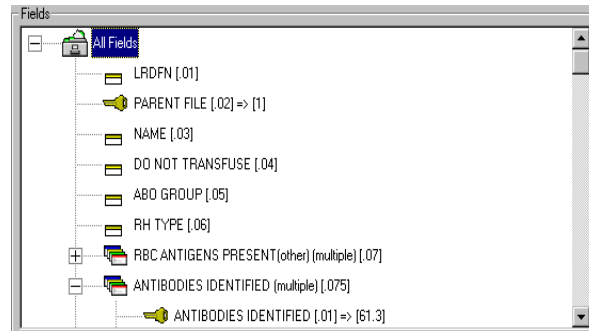 Fields
All Fields
LRDFN [.01]
PARENT FILE [.02] => [1]
NAME [.03]
DO NOT TRANSFUSE [.04]
ABO GROUP [.05]
RH TYPE [.06]
RBC ANTIGENS PRESENT(other) (multiple) [.07]
ANTIBODIES IDENTIFIED (multiple) [.075]
ANTIBODIES IDENTIFIED [.01] => [61.3]